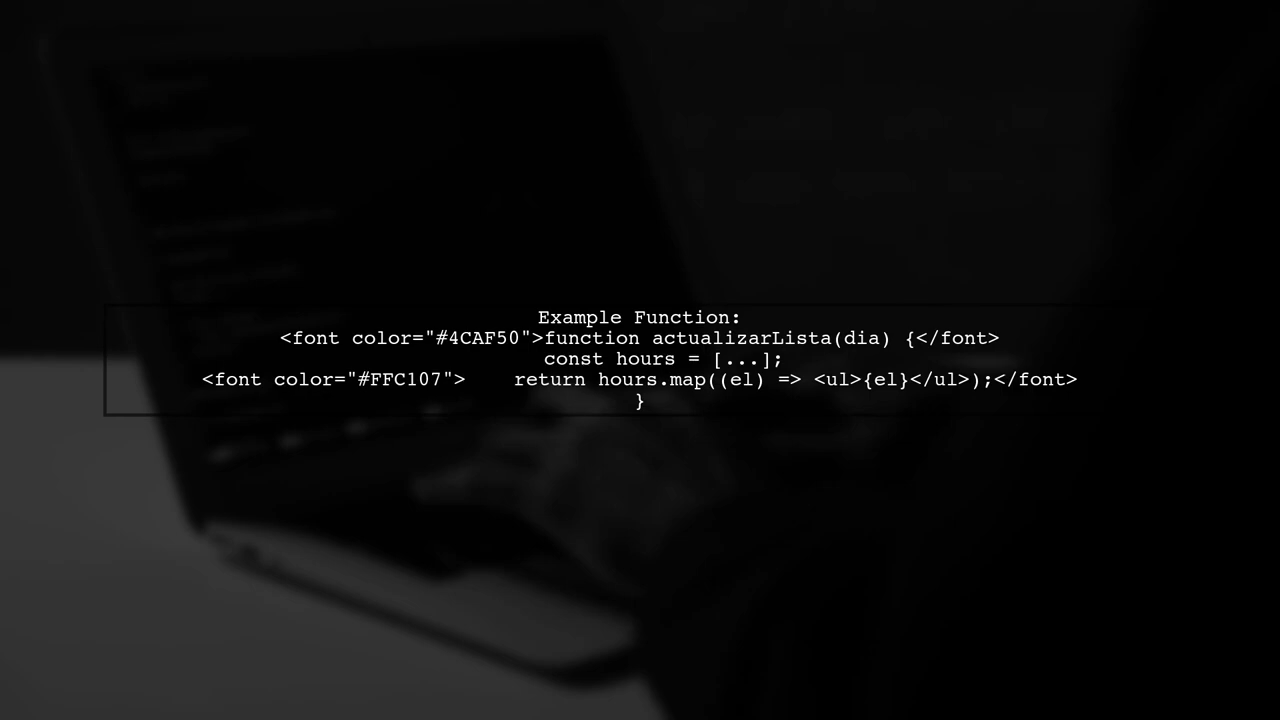 Example Function:
<font color="#4CAF50">function actualizarLista(dia) {</font>
const hours = [...];
<font color="#FFC107">    return hours.map((el) => <ul>{el}</ul>);</font>
}